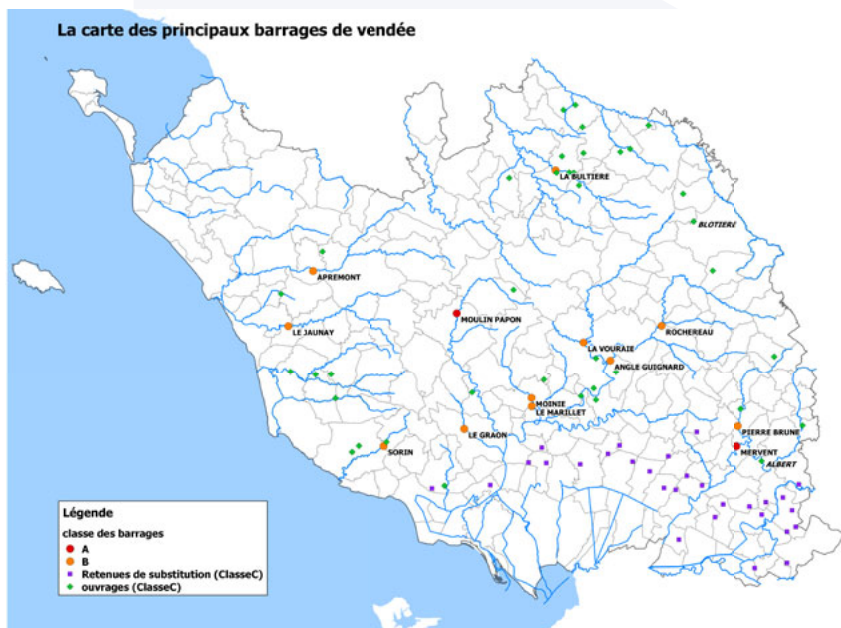 La carte des principaux barrages de vendée
LA BULTIERE
BLOTIERI
APREMONT
MOULIN PAPON
LE JAUNAY
ROCHEREAU
LA VOURAIE
ANGLE GUIGNARD
MOINIE
LE MARILLET
PIERRE BRUNE
LE GRAON
SORIN
MERVENT
ALBERT
Légende
classe des barrages
A
B
Retenues de substitution (ClasseC)
ouvrages (ClasseC)